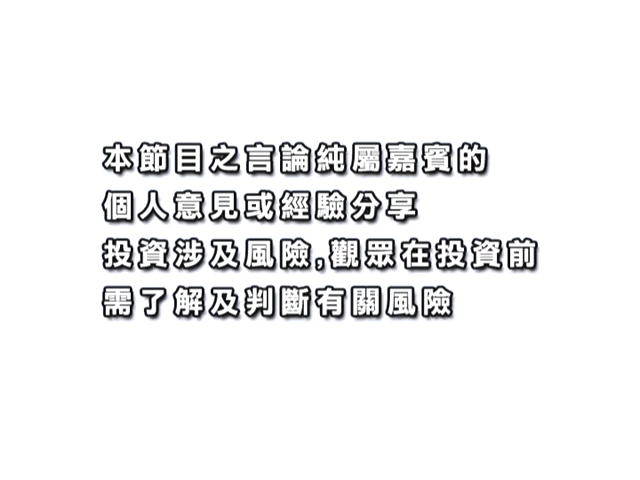 本節目之言論純屬嘉賓的
個人意見或經驗分享
投資涉及風險,觀眾在投資前
需了解及判斷有關風險